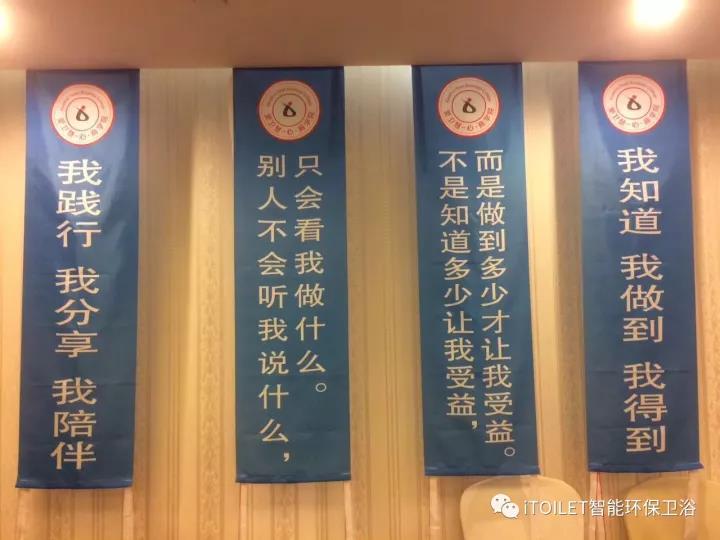 我践行 我分享 我陪伴
别人不会听我说什么，
只会看我做什么。
不是知道多少让我受益，
而是做到多少才让我受益。
我知道 我做到 我得到
iTOILET智能环保卫浴